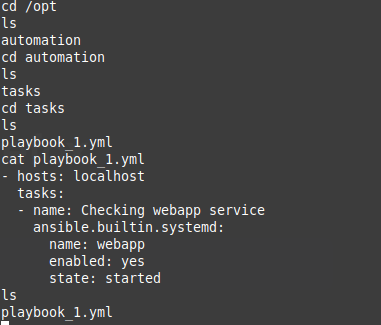 cd /opt
ls
automation
cd automation
ls
tasks
cd tasks
ls
playbook_1.yml
cat playbook_1.yml
- hosts: localhost
  tasks:
  - name: Checking webapp service
    ansible.builtin.systemd:
      name: webapp
      enabled: yes
      state: started
ls
playbook_1.yml